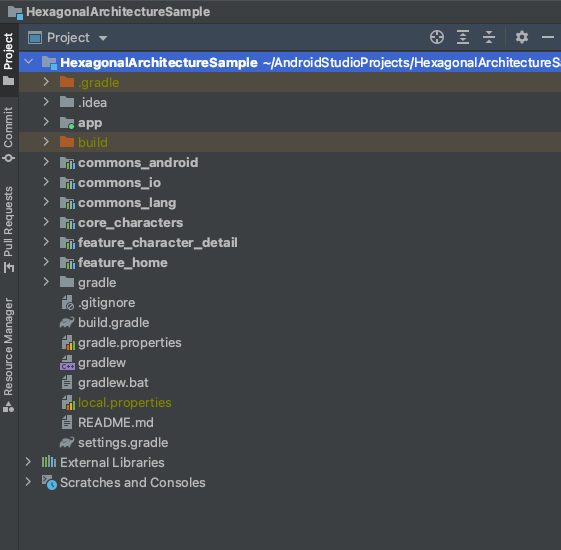 HexagonalArchitectureSample
Project
HexagonalArchitectureSample ~/AndroidStudioProjects/HexagonalArchitectureSa
.gradle
.idea
app
build
commons_android
commons_io
commons_lang
core_characters
feature_character_detail
feature_home
gradle
.gitignore
build.gradle
gradle.properties
gradlew
gradlew.bat
local.properties
README.md
settings.gradle
External Libraries
Scratches and Consoles
Project
Commit
Pull Requests
Resource Manager